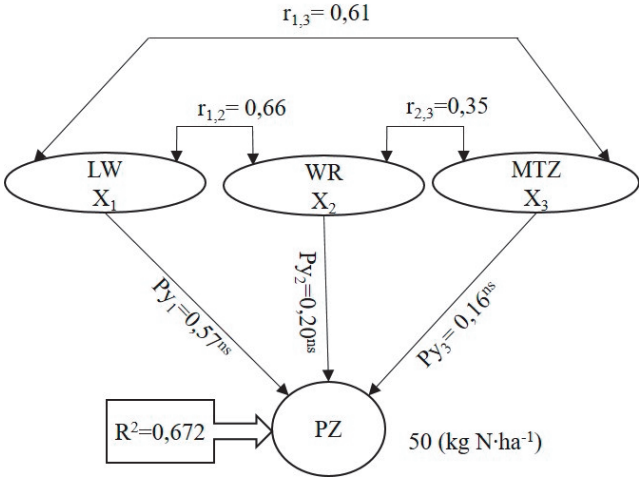 r₁,₃= 0,61
r₁,₂= 0,66
r₂,₃=0,35
LW
X₁
WR
X₂
MTZ
X₃
Py₁=0,57ⁿˢ
Py₂=0,20ⁿˢ
Py₃= 0,16ⁿˢ
R²=0,672
PZ
50 (kg N·ha⁻¹)